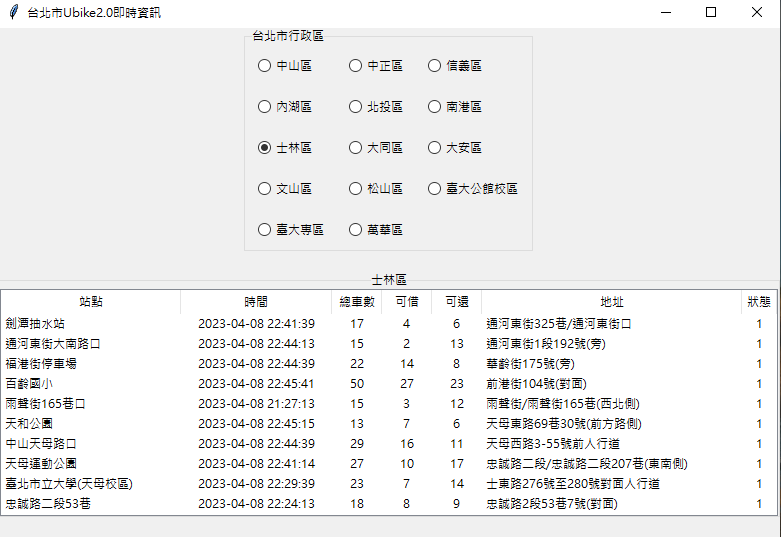 台北市Ubike2.0即時資訊
台北市行政區
中山區 中正區 信義區
內湖區 北投區 南港區
士林區 大同區 大安區
文山區 松山區 臺大公館校區
臺大專區 萬華區
士林區
站點 時間 總車數 可借 可還 地址 狀態
劍潭抽水站 2023-04-08 22:41:39 17 4 6 通河東街325巷/通河東街口 1
通河東街大南路口 2023-04-08 22:44:13 15 2 13 通河東街1段192號(旁) 1
福港街停車場 2023-04-08 22:44:39 22 14 8 華齡街175號(旁) 1
百齡國小 2023-04-08 22:45:41 50 27 23 前港街104號(對面) 1
雨聲街165巷口 2023-04-08 21:27:13 15 3 12 雨聲街/雨聲街165巷(西北側) 1
天和公園 2023-04-08 22:45:15 13 7 6 天母東路69巷30號(前方路側) 1
中山天母路口 2023-04-08 22:44:39 29 16 11 天母西路3-55號前人行道 1
天母運動公園 2023-04-08 22:41:14 27 10 17 忠誠路二段/忠誠路二段207巷(東南側) 1
臺北市立大學(天母校區) 2023-04-08 22:29:39 23 7 14 士東路276號至280號對面人行道 1
忠誠路二段53巷 2023-04-08 22:24:13 18 8 9 忠誠路2段53巷7號(對面) 1